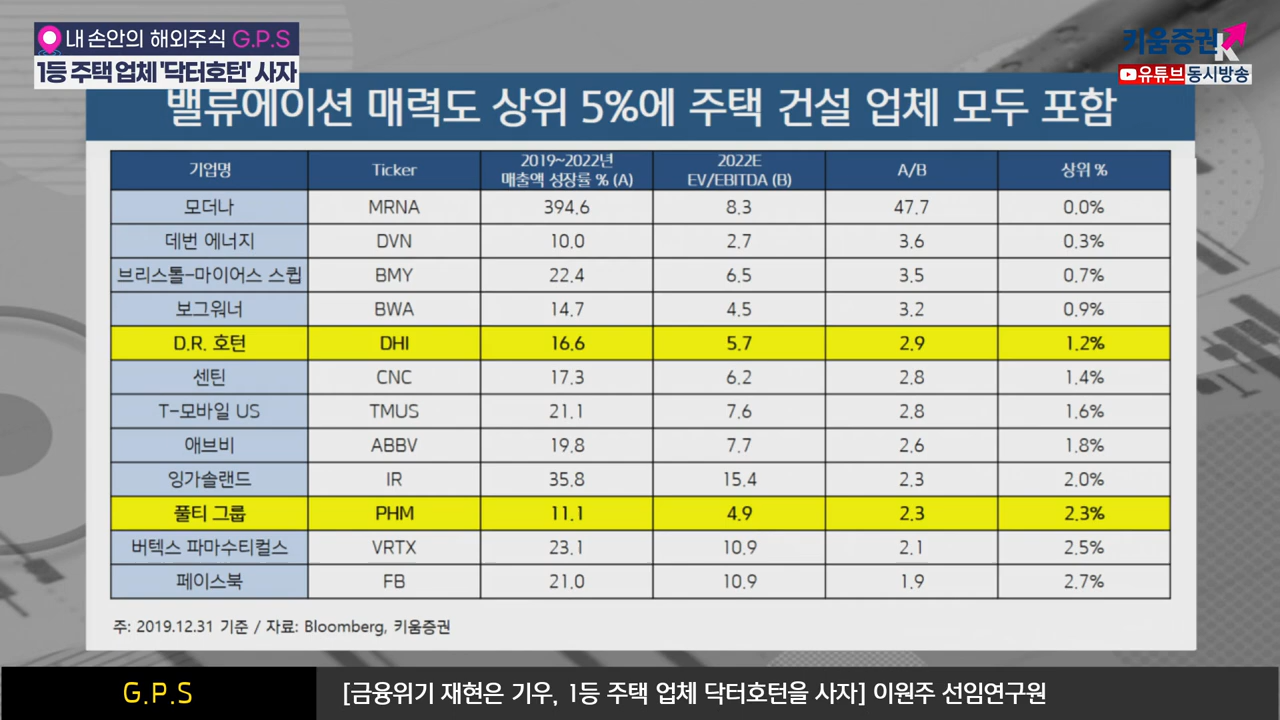 내 손안의 해외주식 G.P.S
1등 주택 업체 '닥터호턴' 사자
키움증권
유튜브 동시방송
밸류에이션 매력도 상위 5%에 주택 건설 업체 모두 포함
기업명 Ticker 2019~2022년 매출액 성장률 % (A) 2022E EV/EBITDA (B) A/B 상위 %
모더나 MRNA 394.6 8.3 47.7 0.0%
데번 에너지 DVN 10.0 2.7 3.6 0.3%
브리스톨-마이어스 스큅 BMY 22.4 6.5 3.5 0.7%
보그워너 BWA 14.7 4.5 3.2 0.9%
D.R. 호턴 DHI 16.6 5.7 2.9 1.2%
센틴 CNC 17.3 6.2 2.8 1.4%
T-모바일 US TMUS 21.1 7.6 2.8 1.6%
애브비 ABBV 19.8 7.7 2.6 1.8%
잉가솔랜드 IR 35.8 15.4 2.3 2.0%
풀티 그룹 PHM 11.1 4.9 2.3 2.3%
버텍스 파마수티컬스 VRTX 23.1 10.9 2.1 2.5%
페이스북 FB 21.0 10.9 1.9 2.7%
주: 2019.12.31 기준 / 자료: Bloomberg, 키움증권
G.P.S
[금융위기 재현은 기우, 1등 주택 업체 닥터호턴을 사자] 이원주 선임연구원